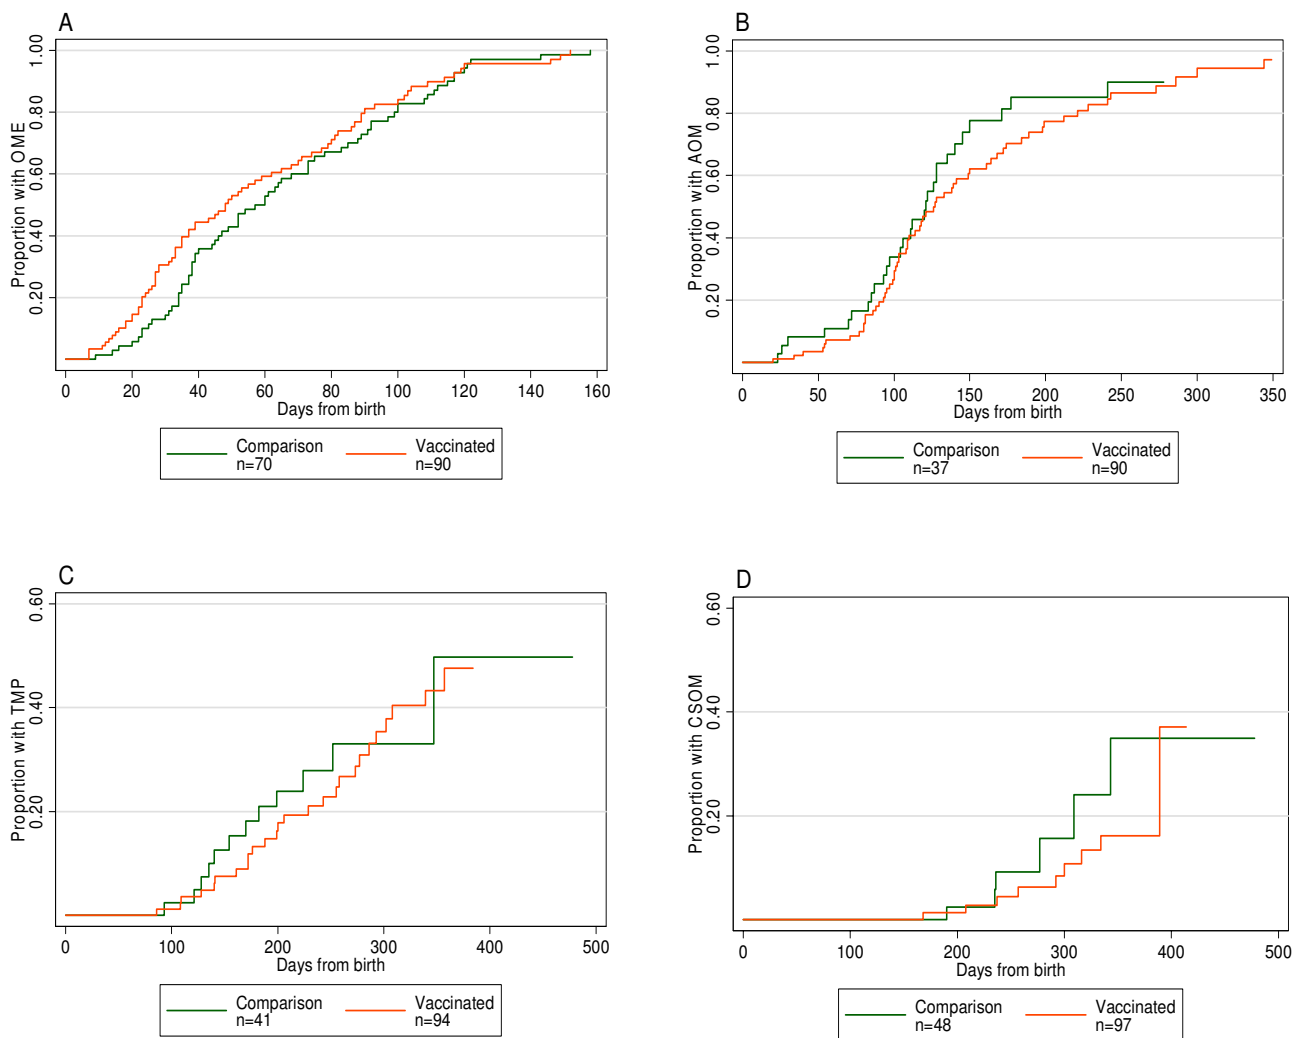 A
Proportion with OME
1.00
0.80
0.60
0.40
0.20
0 20 40 60 80 100 120 140 160
Days from birth
Comparison Vaccinated
n=70 n=90
B
Proportion with AOM
1.00
0.80
0.60
0.40
0.20
0 50 100 150 200 250 300 350
Days from birth
Comparison Vaccinated
n=37 n=90
C
Proportion with TMP
0.60
0.40
0.20
0 100 200 300 400 500
Days from birth
Comparison Vaccinated
n=41 n=94
D
Proportion with CSOM
0.60
0.40
0.20
0 100 200 300 400 500
Days from birth
Comparison Vaccinated
n=48 n=97